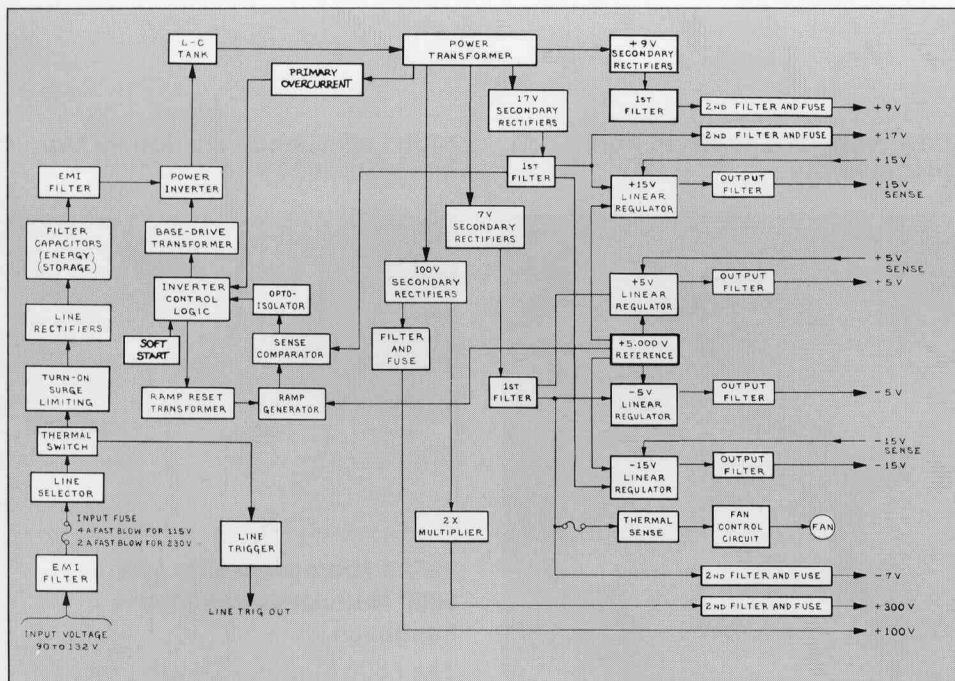 L-C
TANK
POWER
TRANSFORMER
+9V
SECONDARY
RECTIFIERS
PRIMARY
OVERCURRENT
17V
SECONDARY
RECTIFIERS
1ST
FILTER
2ND FILTER AND FUSE
+9V
2ND FILTER AND FUSE
+17V
+15V
EMI
FILTER
POWER
INVERTER
1ST
FILTER
+15V
LINEAR
REGULATOR
OUTPUT
FILTER
+15V
SENSE
FILTER
CAPACITORS
(ENERGY)
(STORAGE)
BASE-DRIVE
TRANSFORMER
7V
SECONDARY
RECTIFIERS
100V
SECONDARY
RECTIFIERS
+5V
SENSE
INVERTER
CONTROL
LOGIC
OPTO-
ISOLATOR
+5V
LINEAR
REGULATOR
OUTPUT
FILTER
+5V
LINE
RECTIFIERS
SOFT
START
SENSE
COMPARATOR
FILTER
AND
FUSE
+5.000 V
REFERENCE
TURN-ON
SURGE
LIMITING
RAMP RESET
TRANSFORMER
RAMP
GENERATOR
1ST
FILTER
-5V
LINEAR
REGULATOR
OUTPUT
FILTER
-5V
THERMAL
SWITCH
-15V
SENSE
-15V
LINEAR
REGULATOR
OUTPUT
FILTER
-15V
LINE
SELECTOR
INPUT FUSE
4 A FAST BLOW FOR 115V
2 A FAST BLOW FOR 230V
LINE
TRIGGER
2X
MULTIPLIER
THERMAL
SENSE
FAN
CONTROL
CIRCUIT
FAN
EMI
FILTER
2ND FILTER AND FUSE
-7V
LINE TRIG OUT
2ND FILTER AND FUSE
+300V
INPUT VOLTAGE
90 TO 132 V
+100V